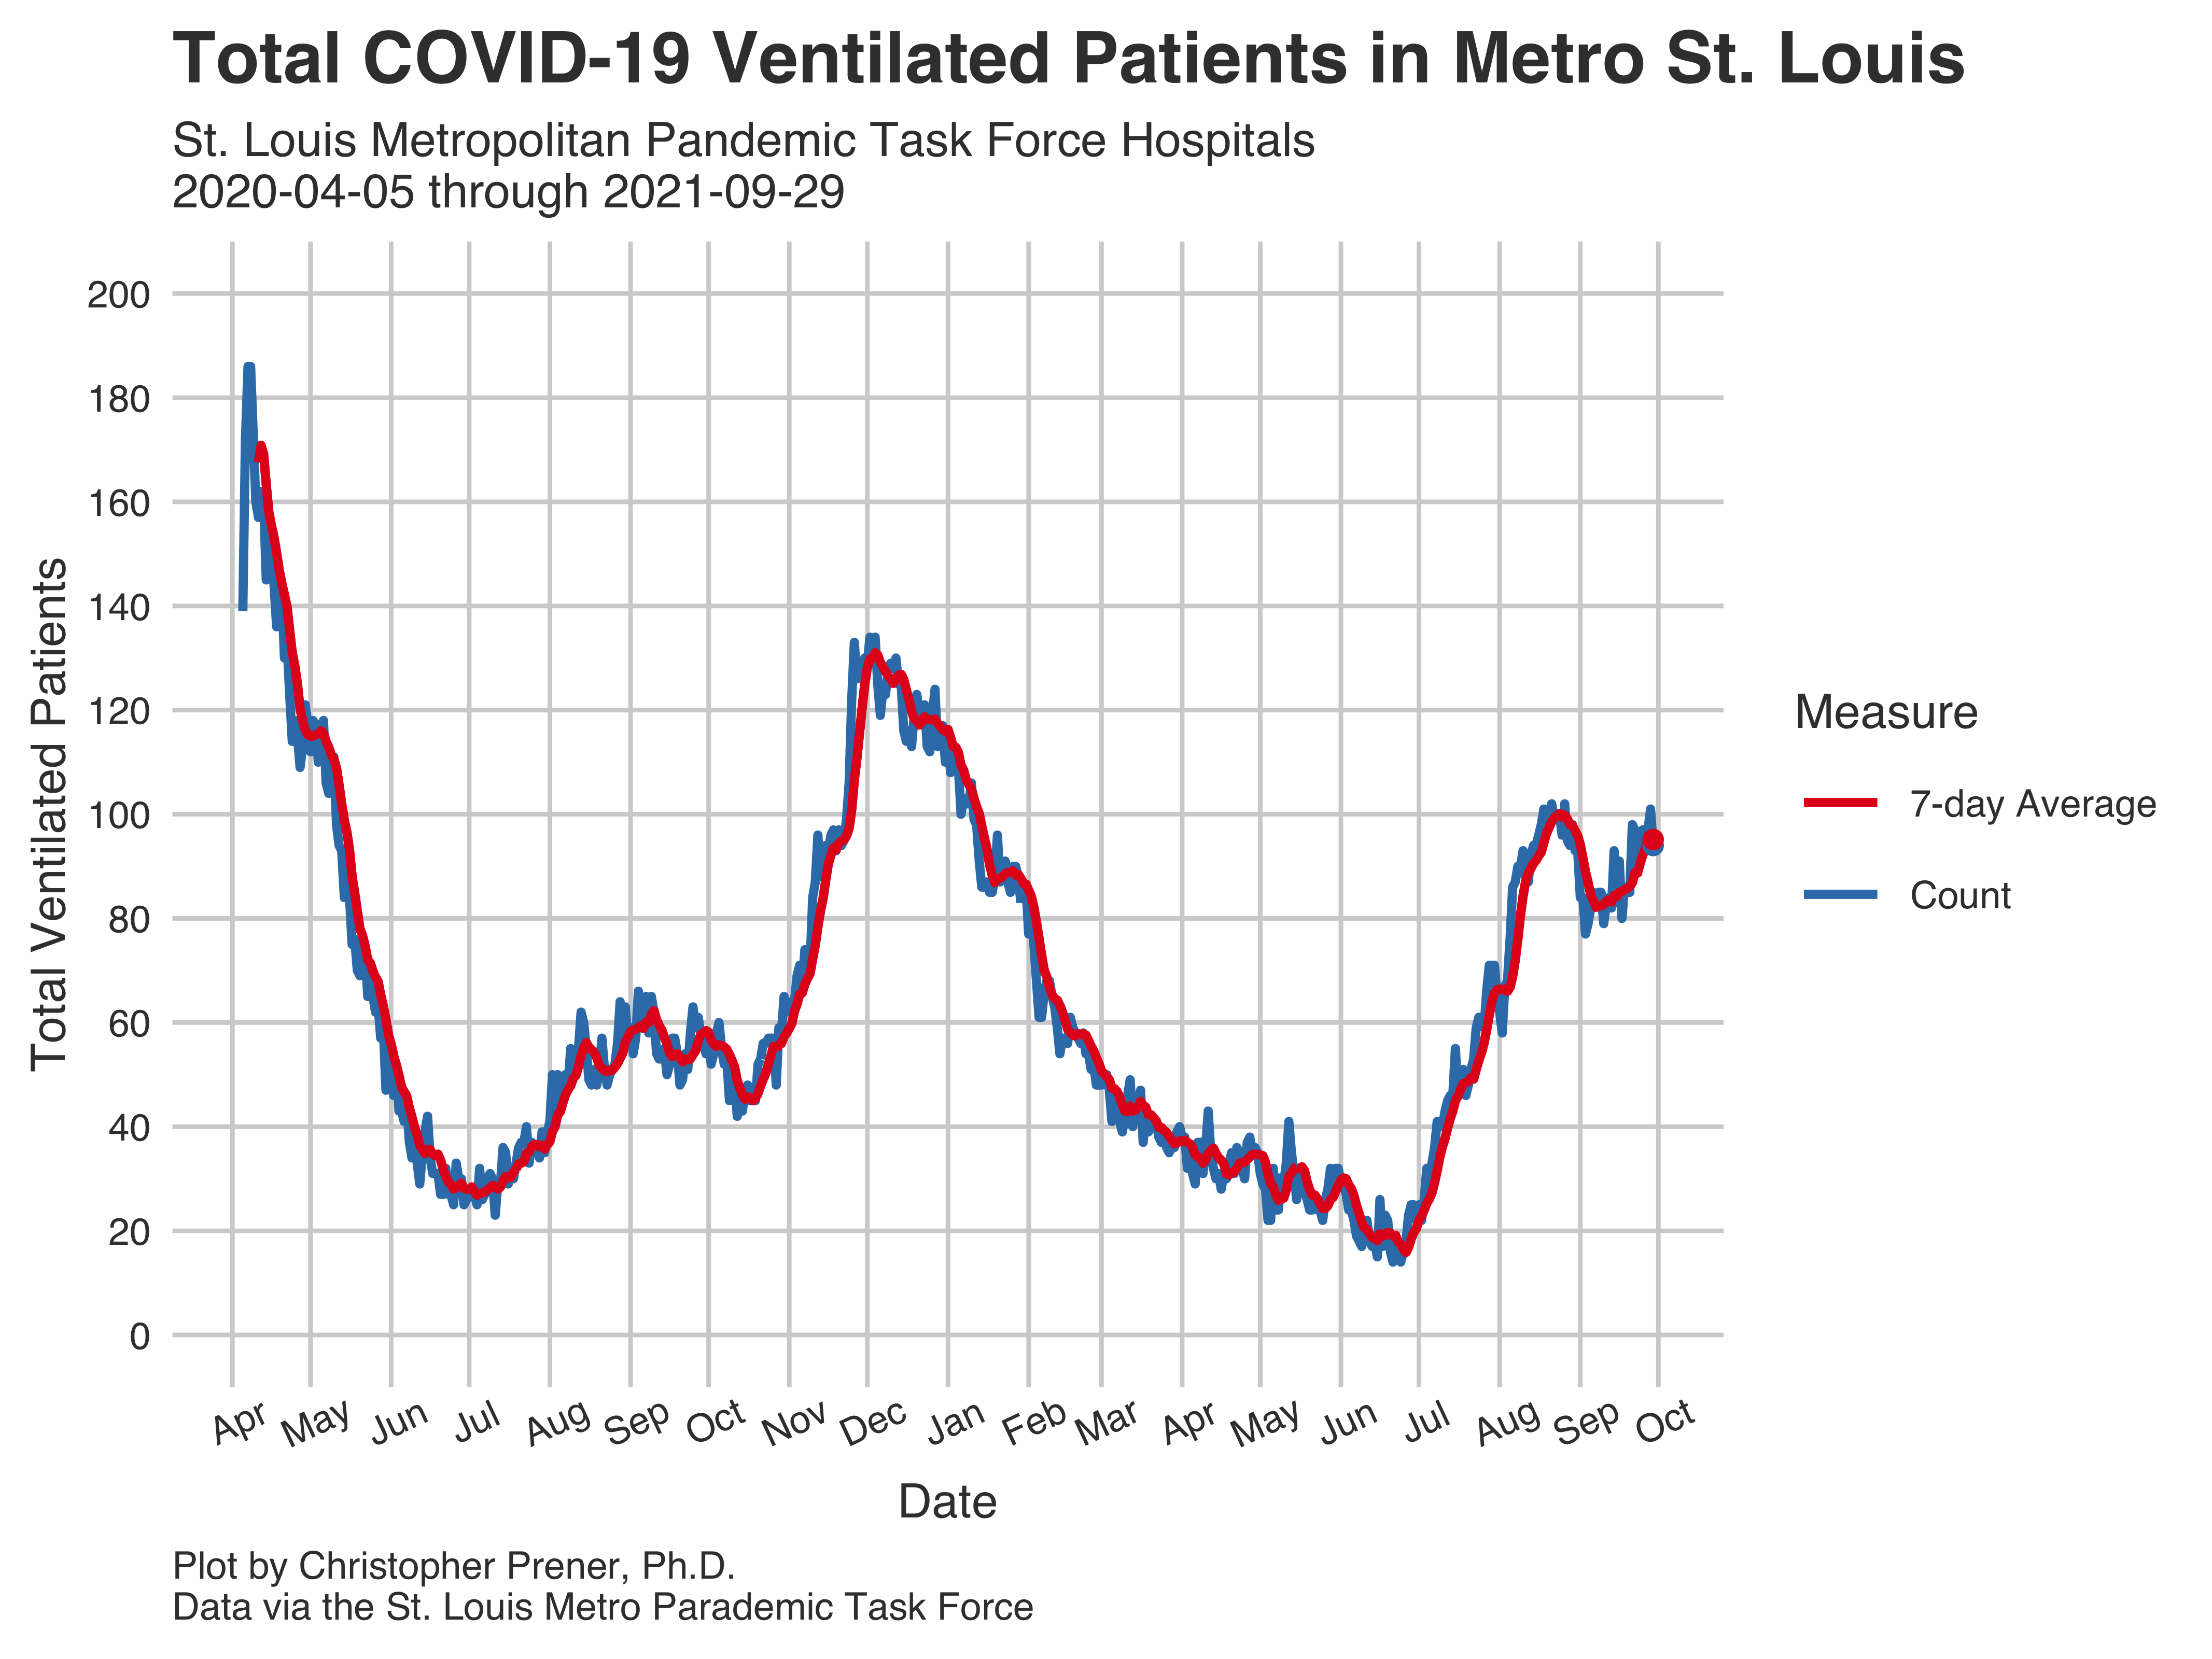 Total COVID-19 Ventilated Patients in Metro St. Louis
St. Louis Metropolitan Pandemic Task Force Hospitals
2020-04-05 through 2021-09-29
Total Ventilated Patients
200
180
160
140
120
100
80
60
40
20
0
Apr May Jun Jul Aug Sep Oct Nov Dec Jan Feb Mar Apr May Jun Jul Aug Sep Oct
Date
Measure
7-day Average
Count
Plot by Christopher Prener, Ph.D.
Data via the St. Louis Metro Parademic Task Force